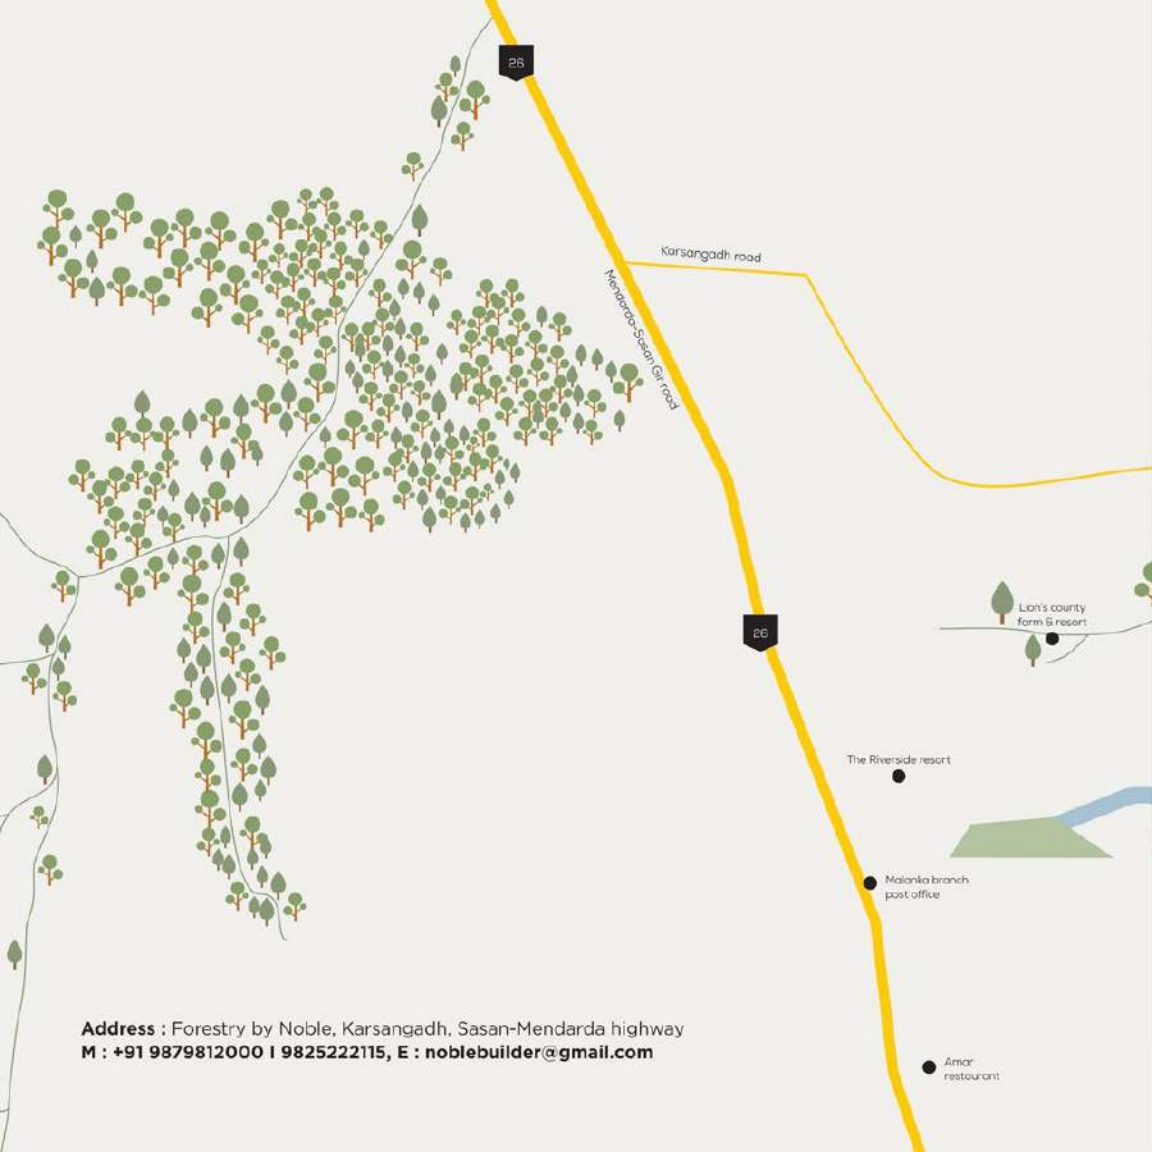 26
Karsangadh road
Mendarda-Sasan Gir road
Lion's county
farm & resort
26
The Riverside resort
Malanka branch
post office
Address : Forestry by Noble, Karsangadh, Sasan-Mendarda highway
M : +91 9879812000 I 9825222115, E : noblebuilder@gmail.com
Amar
restaurant